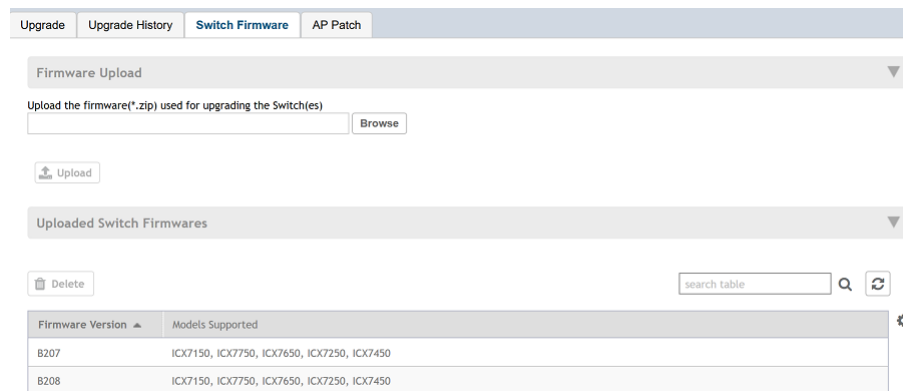 Upgrade Upgrade History Switch Firmware AP Patch
Firmware Upload
Upload the firmware(*.zip) used for upgrading the Switch(es)
Browse
Upload
Uploaded Switch Firmwares
Delete search table
Firmware Version Models Supported
B207 ICX7150, ICX7750, ICX7650, ICX7250, ICX7450
B208 ICX7150, ICX7750, ICX7650, ICX7250, ICX7450